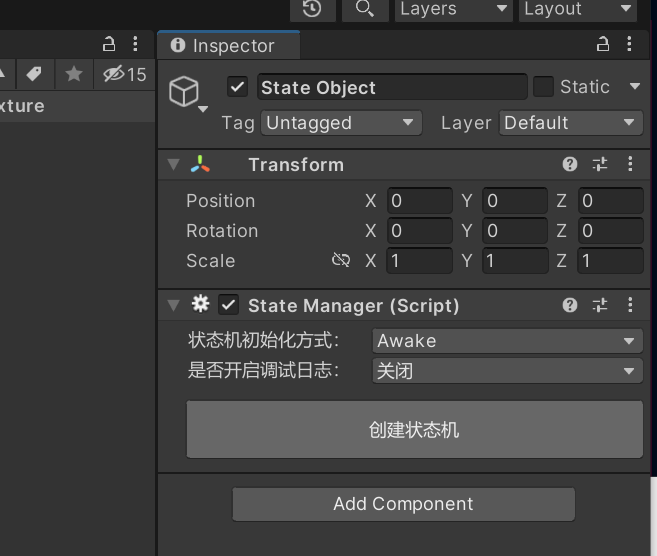 Layers Layout
Inspector
15
xture
State Object Static
Tag Untagged Layer Default
Transform
Position X 0 Y 0 Z 0
Rotation X 0 Y 0 Z 0
Scale X 1 Y 1 Z 1
State Manager (Script)
状态机初始化方式: Awake
是否开启调试日志: 关闭
创建状态机
Add Component